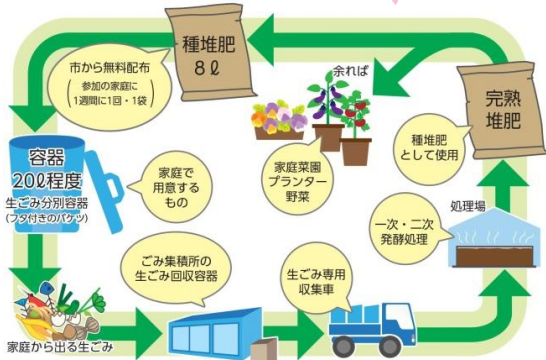 種堆肥
8ℓ
市から無料配布
(参加の家庭に
1週間に1回・1袋)
容器
20ℓ程度
生ごみ分別容器
(フタ付きのバケツ)
家庭で
用意する
もの
家庭から出る生ごみ
ごみ集積所の
生ごみ回収容器
生ごみ専用
収集車
処理場
一次・二次
発酵処理
完熟
堆肥
種堆肥
として使用
余れば
家庭菜園
プランター
野菜